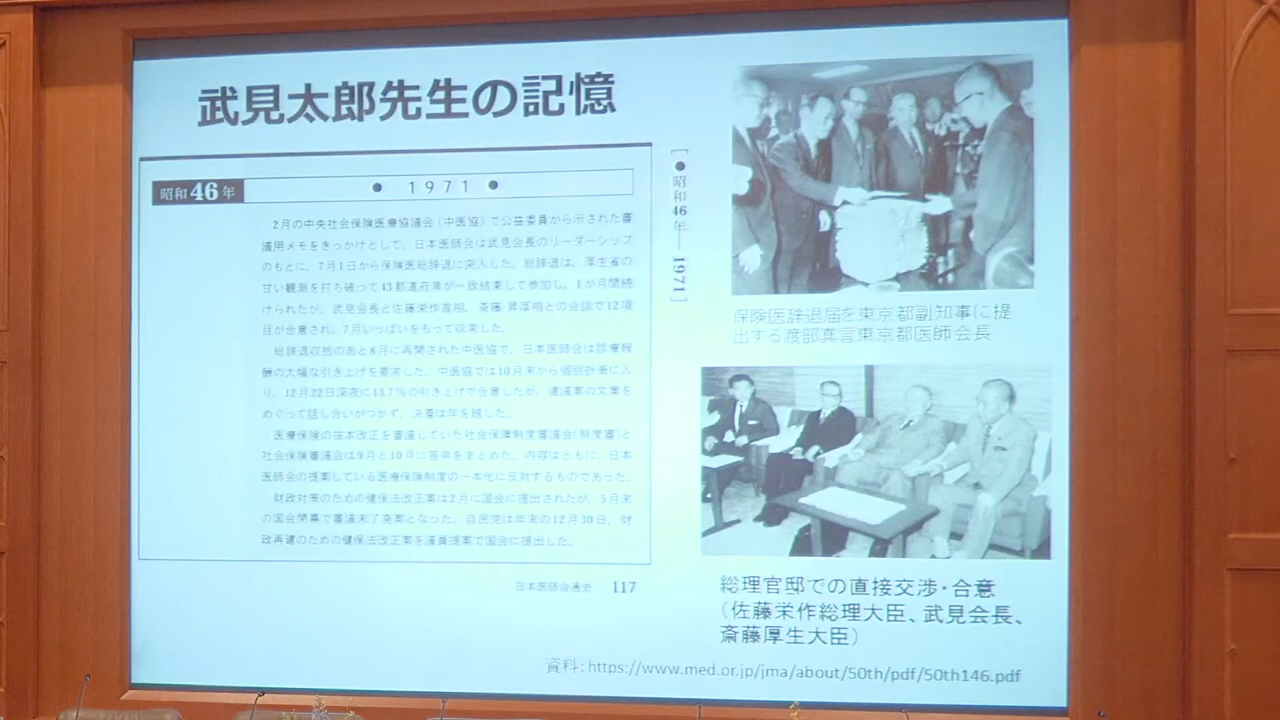 武見太郎先生の記憶
昭和46年
● 1971 ●
2月の中央社会保険医療協議会(中医協)で公益委員から示された審
議用メモをきっかけとして、日本医師会は武見会長のリーダーシップ
のもとに、7月1日から保険医総辞退に突入した。総辞退は、厚生省の
甘い観測を打ち破って43都道府県が一致結束して参加し、1か月間続
けられたが、武見会長と佐藤栄作首相、斎藤 昇厚相との会談で12項
目が合意され、7月いっぱいをもって収束した。
総辞退収拾のあと8月に再開された中医協で、日本医師会は診療報
酬の大幅な引き上げを要求した。中医協では10月末から個別折衝に入
り、12月22日深夜に13.7%の引き上げで合意したが、建議案の文章を
めぐって話し合いがつかず、決着は年を越した。
医療保険の抜本改正を審議していた社会保障制度審議会(制度審)と
社会保険審議会は9月と10月に答申をまとめた。内容はともに、日本
医師会の提案している医療保険制度の一本化に反対するものであった。
財政対策のための健保法改正案は2月に国会に提出されたが、5月末
の国会閉幕で審議未了廃案となった。自民党は年末の12月30日、財
政再建のための健保法改正案を議員提案で国会に提出した。
日本医師会通史 117
[●昭和46年──1971]
保険医辞退届を東京都副知事に提
出する渡部真言東京都医師会長
総理官邸での直接交渉・合意
(佐藤栄作総理大臣、武見会長、
斎藤厚生大臣)
資料: https://www.med.or.jp/jma/about/50th/pdf/50th146.pdf